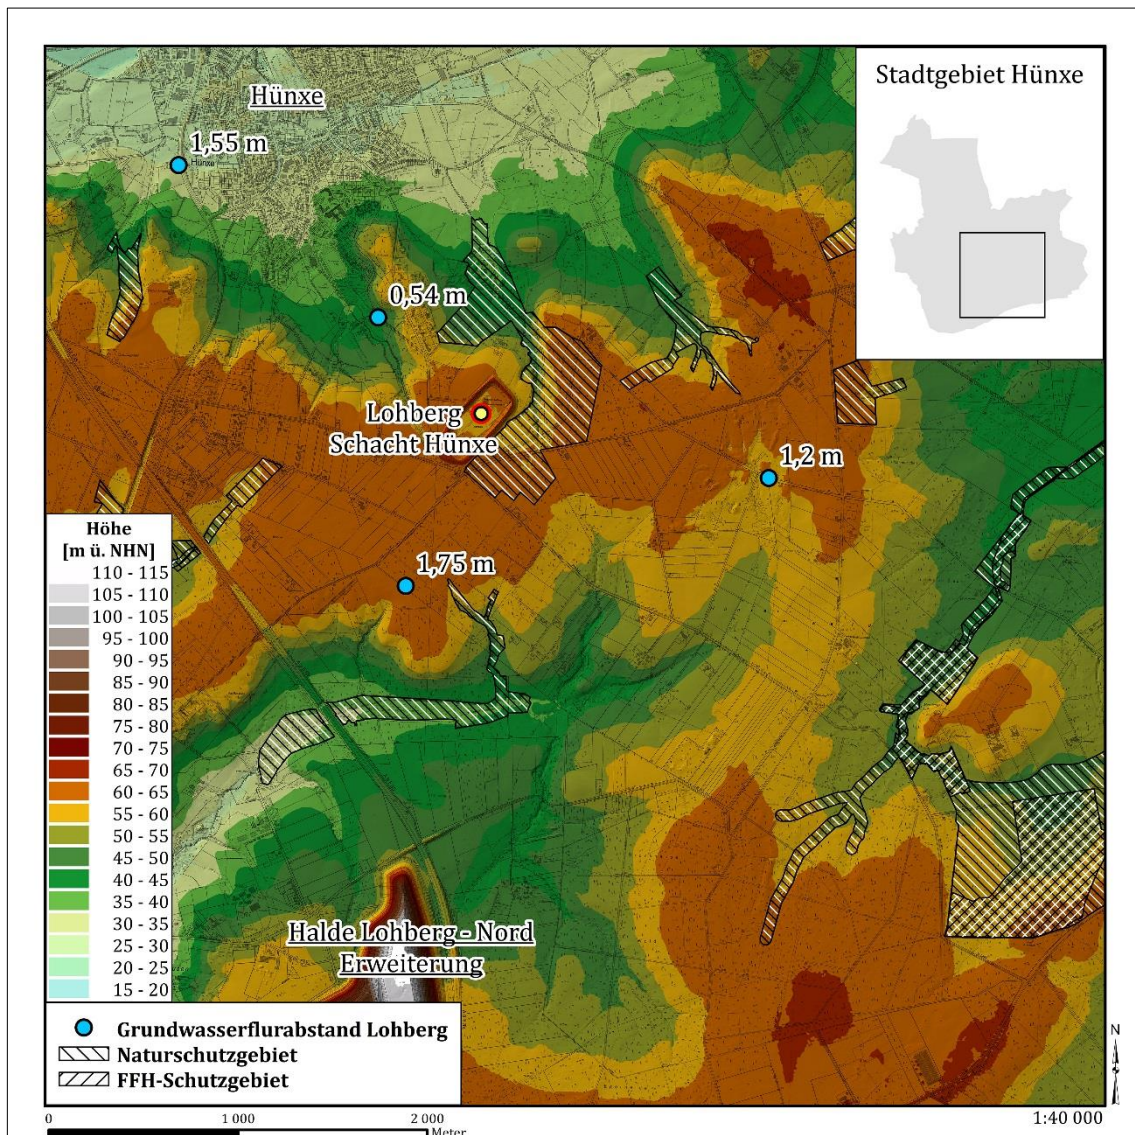 Stadtgebiet Hünxe
Hünxe
1,55 m
Hünxe
0,54 m
Lohberg
Schacht Hünxe
1,2 m
1,75 m
Höhe
[m ü. NHN]
110 - 115
105 - 110
100 - 105
95 - 100
90 - 95
85 - 90
80 - 85
75 - 80
70 - 75
65 - 70
60 - 65
55 - 60
50 - 55
45 - 50
40 - 45
35 - 40
30 - 35
25 - 30
20 - 25
15 - 20
Halde Lohberg - Nord
Erweiterung
Grundwasserflurabstand Lohberg
Naturschutzgebiet
FFH-Schutzgebiet
N
0
1 000
2 000
Meter
1:40 000